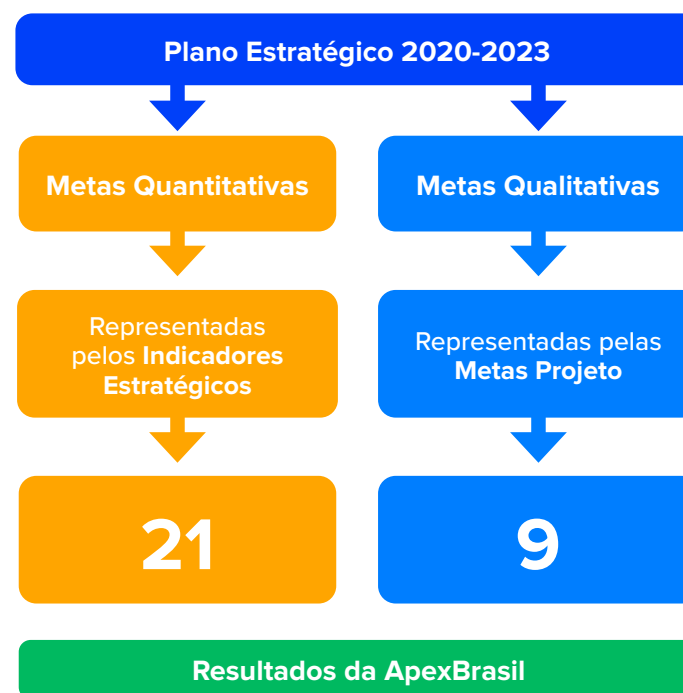 Plano Estratégico 2020-2023
Metas Quantitativas
Metas Qualitativas
Representadas
pelos Indicadores
Estratégicos
Representadas pelas
Metas Projeto
21
9
Resultados da ApexBrasil